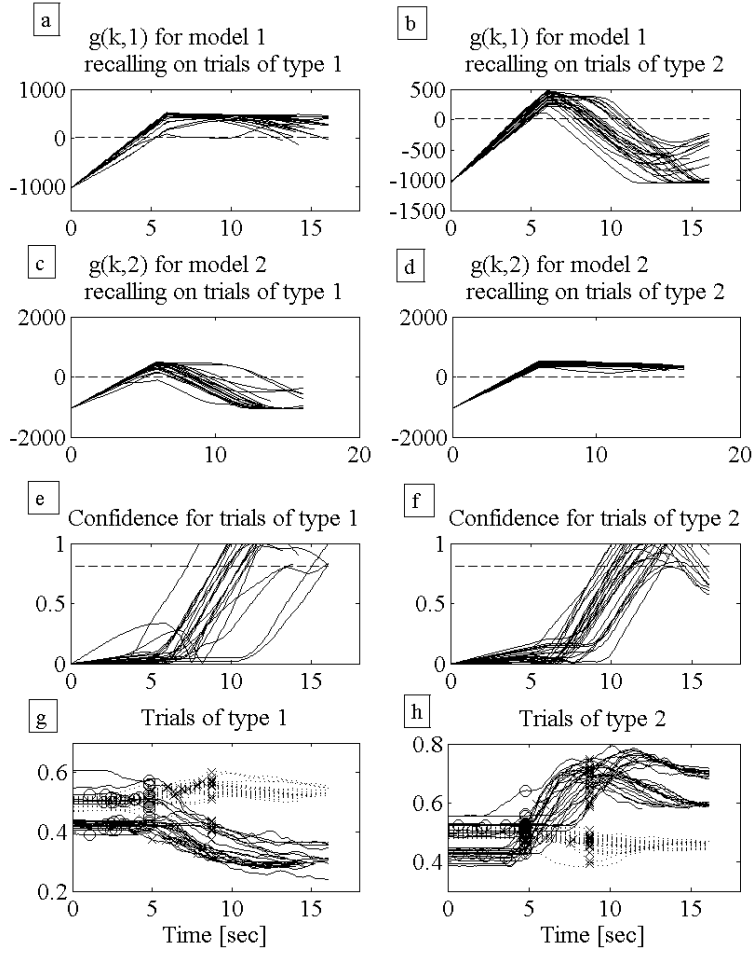 a
g(k,1) for model 1
recalling on trials of type 1
1000
0
-1000
0
5
10
15
b
g(k,1) for model 1
recalling on trials of type 2
500
0
-500
-1000
-1500
0
5
10
15
c
g(k,2) for model 2
recalling on trials of type 1
2000
0
-2000
0
10
20
d
g(k,2) for model 2
recalling on trials of type 2
2000
0
-2000
0
10
20
e
Confidence for trials of type 1
1
0.5
0
0
5
10
15
f
Confidence for trials of type 2
1
0.5
0
0
5
10
15
g
Trials of type 1
0.6
0.4
0.2
0
5
10
15
Time [sec]
h
Trials of type 2
0.8
0.6
0.4
0
5
10
15
Time [sec]